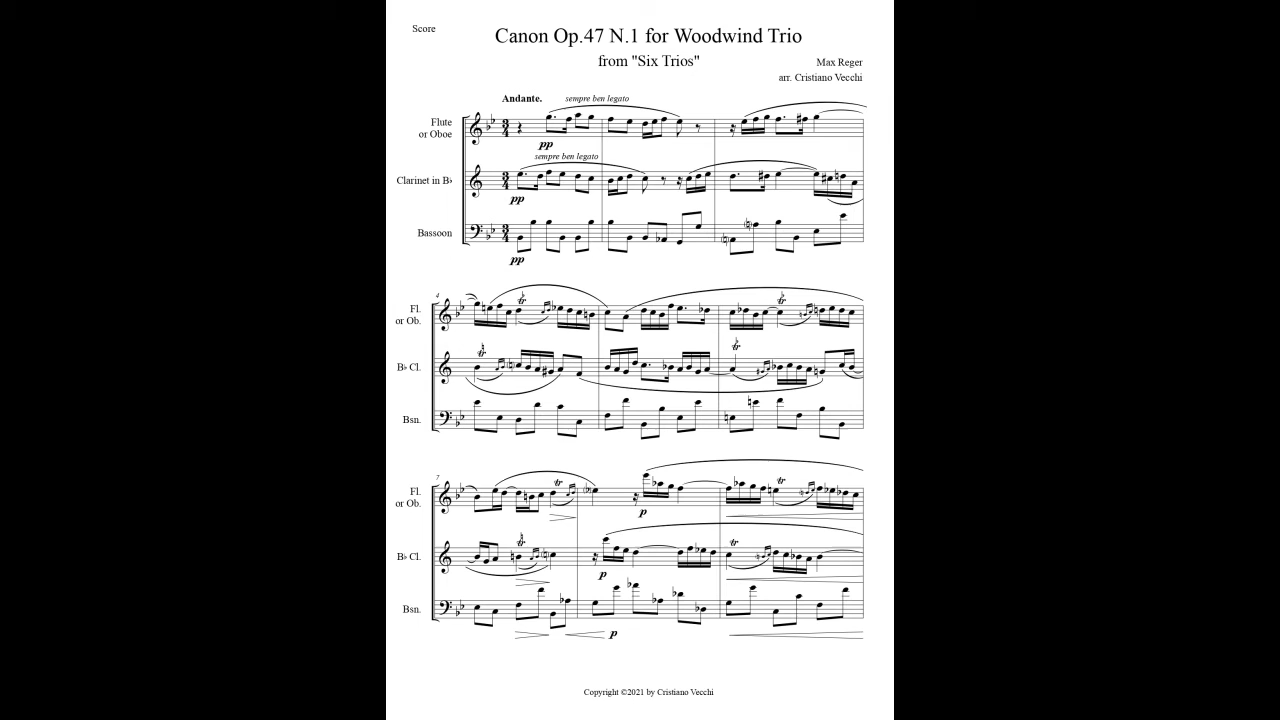 Score
Canon Op.47 N.1 for Woodwind Trio
from "Six Trios"
Max Reger
arr. Cristiano Vecchi
Andante.
sempre ben legato
Flute
or Oboe
pp
sempre ben legato
Clarinet in B♭
pp
Bassoon
pp
4
Fl.
or Ob.
B♭ Cl.
Bsn.
7
Fl.
or Ob.
p
B♭ Cl.
p
Bsn.
p
Copyright ©2021 by Cristiano Vecchi